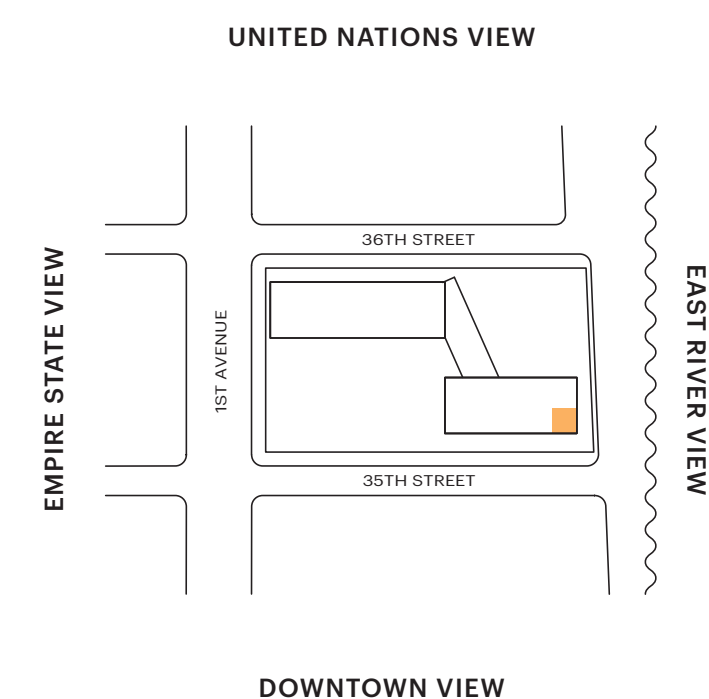 UNITED NATIONS VIEW
36TH STREET
EMPIRE STATE VIEW
1ST AVENUE
EAST RIVER VIEW
35TH STREET
DOWNTOWN VIEW